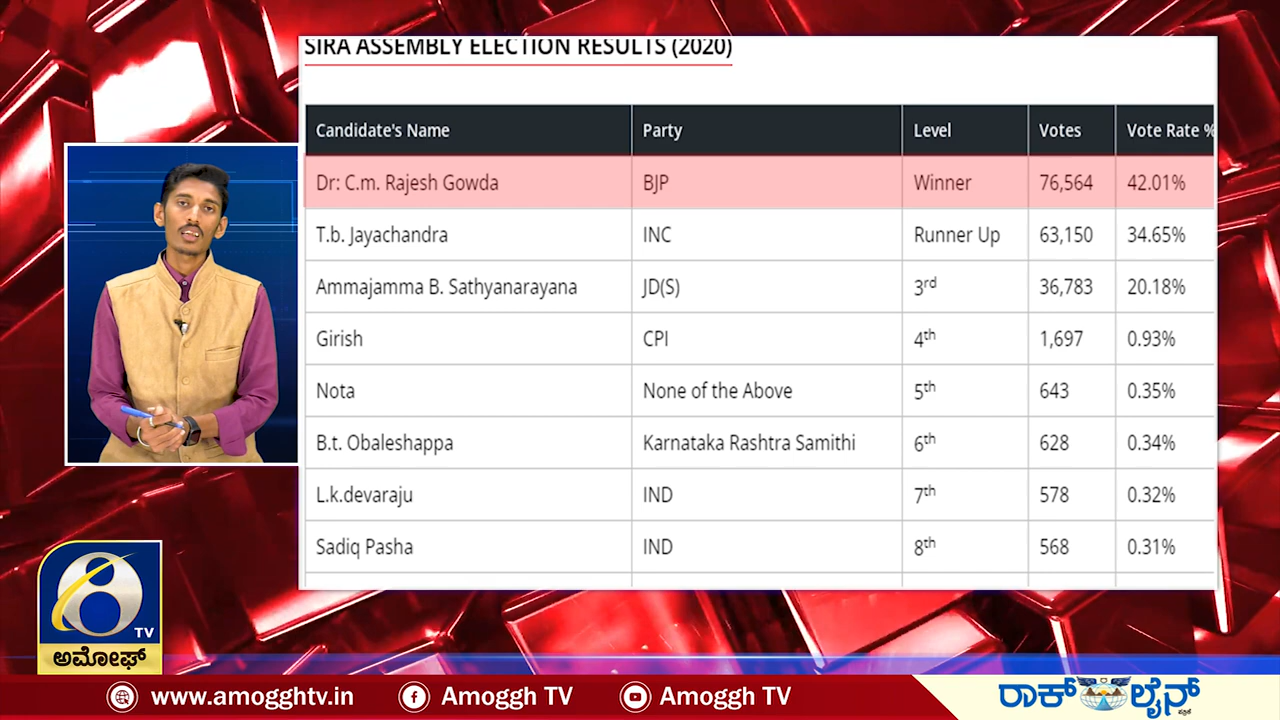 SIRA ASSEMBLY ELECTION RESULTS (2020)
Candidate's Name Party Level Votes Vote Rate %
Dr: C.m. Rajesh Gowda BJP Winner 76,564 42.01%
T.b. Jayachandra INC Runner Up 63,150 34.65%
Ammajamma B. Sathyanarayana JD(S) 3rd 36,783 20.18%
Girish CPI 4th 1,697 0.93%
Nota None of the Above 5th 643 0.35%
B.t. Obaleshappa Karnataka Rashtra Samithi 6th 628 0.34%
L.k.devaraju IND 7th 578 0.32%
Sadiq Pasha IND 8th 568 0.31%
8 TV
ಅಮೋಘ್
www.amogghtv.in Amoggh TV Amoggh TV
ರಾಕ್ ಲೈನ್
ಪತ್ರಿಕೆ